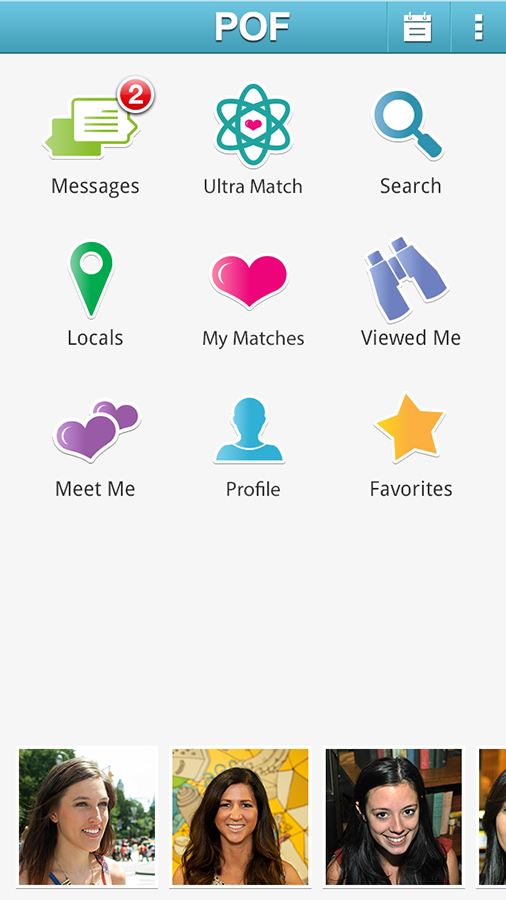 POF
2
Messages
Ultra Match
Search
Locals
My Matches
Viewed Me
Meet Me
Profile
Favorites